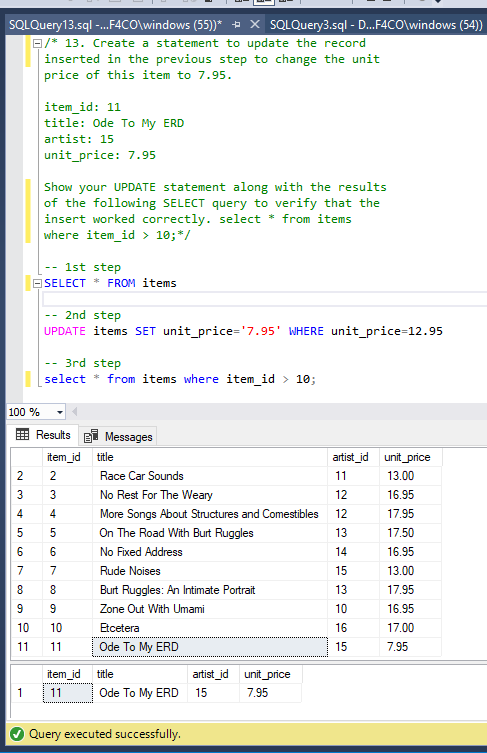 SQLQuery13.sql -...F4CO\windows (55))* SQLQuery3.sql - D...F4CO\windows (54))
/* 13. Create a statement to update the record
inserted in the previous step to change the unit
price of this item to 7.95.
item_id: 11
title: Ode To My ERD
artist: 15
unit_price: 7.95
Show your UPDATE statement along with the results
of the following SELECT query to verify that the
insert worked correctly. select * from items
where item_id > 10;*/
-- 1st step
SELECT * FROM items
-- 2nd step
UPDATE items SET unit_price='7.95' WHERE unit_price=12.95
-- 3rd step
select * from items where item_id > 10;
100 %
Results Messages
item_id title artist_id unit_price
2 2 Race Car Sounds 11 13.00
3 3 No Rest For The Weary 12 16.95
4 4 More Songs About Structures and Comestibles 12 17.95
5 5 On The Road With Burt Ruggles 13 17.50
6 6 No Fixed Address 14 16.95
7 7 Rude Noises 15 13.00
8 8 Burt Ruggles: An Intimate Portrait 13 17.95
9 9 Zone Out With Umami 10 16.95
10 10 Etcetera 16 17.00
11 11 Ode To My ERD 15 7.95
item_id title artist_id unit_price
1 11 Ode To My ERD 15 7.95
Query executed successfully.